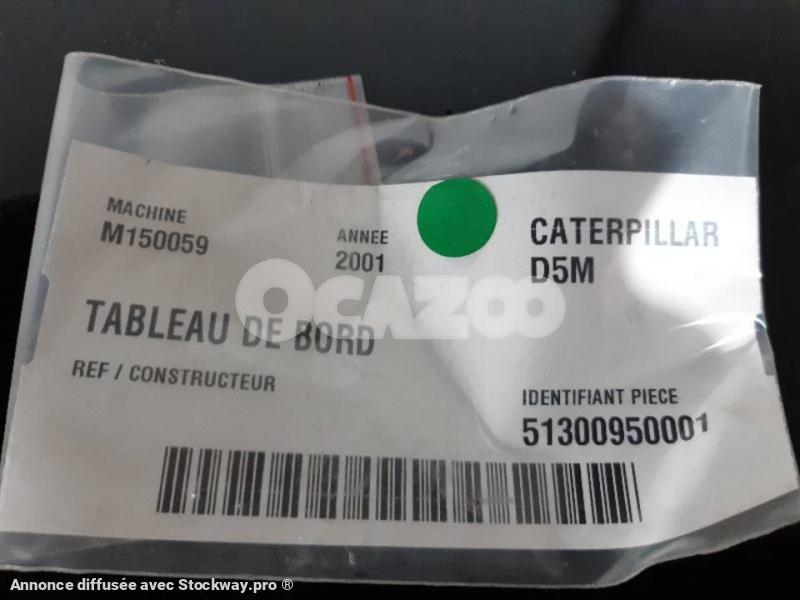 MACHINE
M150059
ANNEE
2001
CATERPILLAR
D5M
OCAZOO
TABLEAU DE BORD
REF / CONSTRUCTEUR
IDENTIFIANT PIECE
51300950001
Annonce diffusée avec Stockway.pro ®